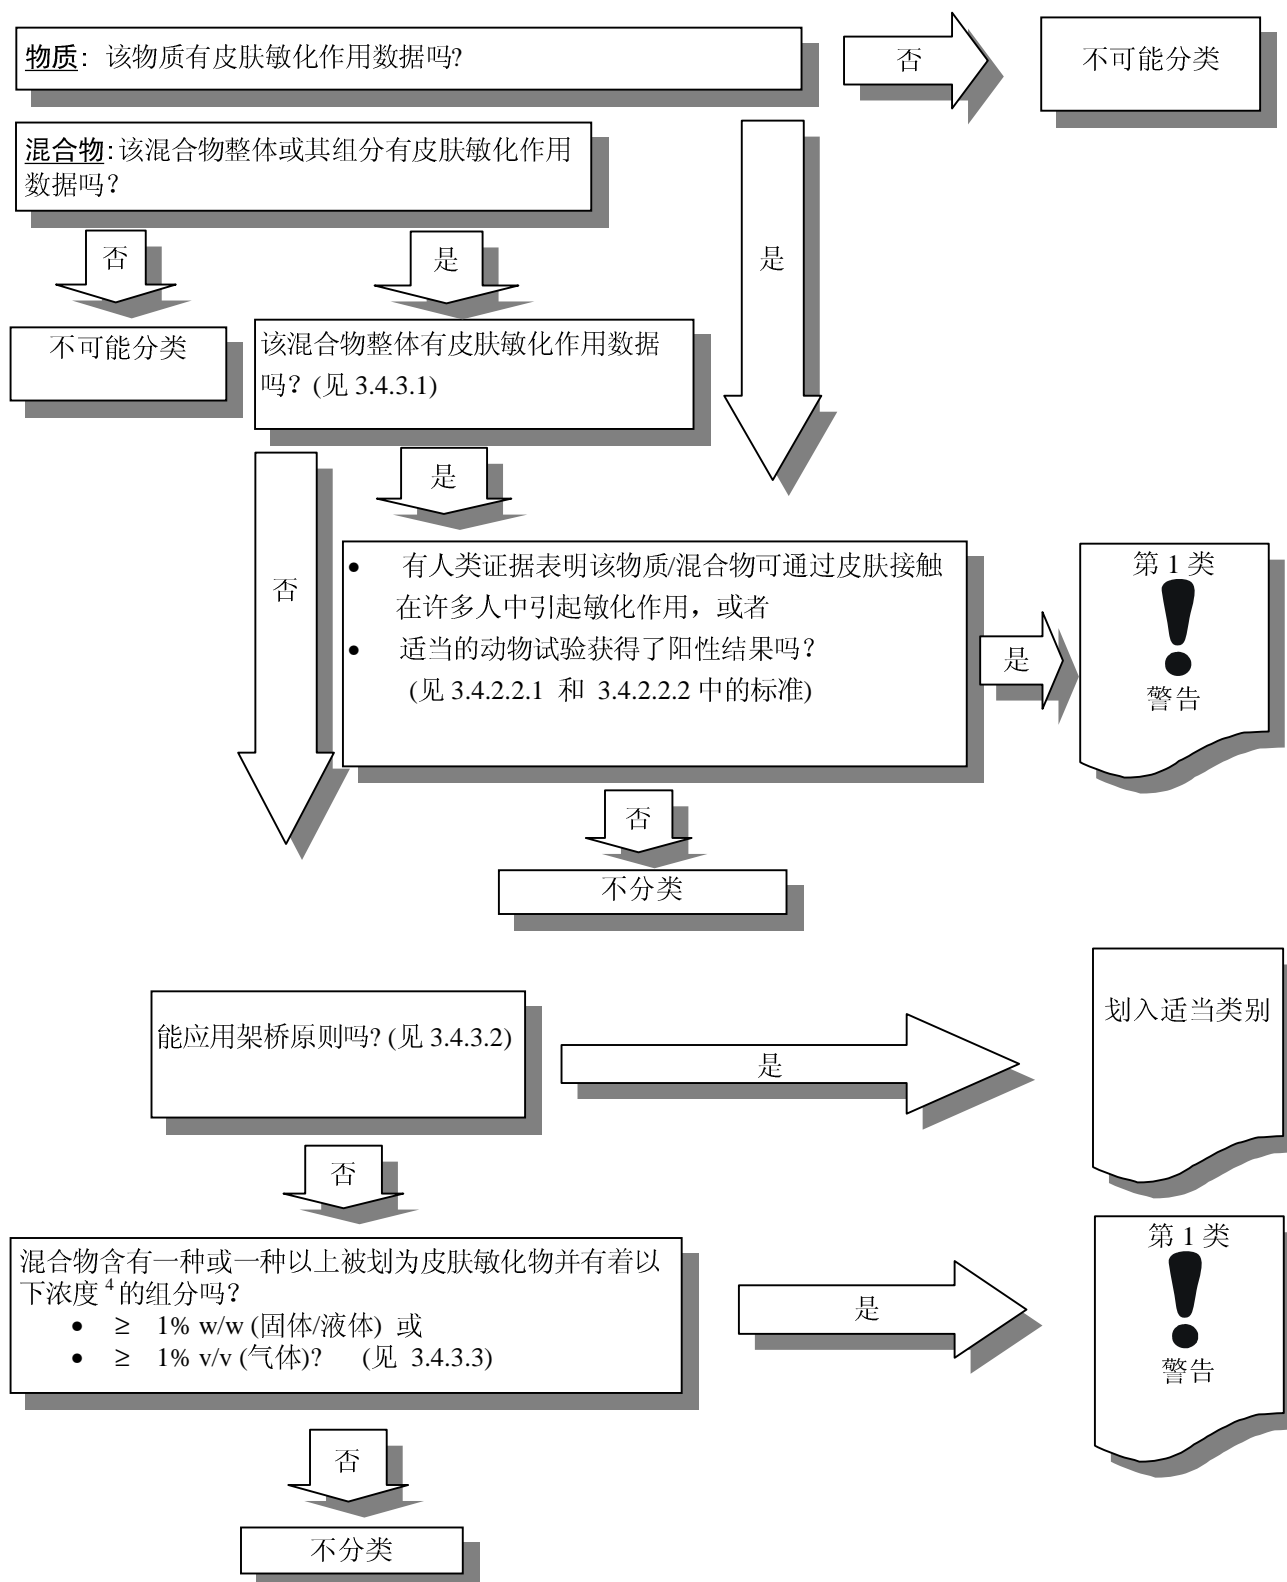 物质: 该物质有皮肤敏化作用数据吗?
否
不可能分类
混合物:该混合物整体或其组分有皮肤敏化作用
数据吗？
否
是
是
不可能分类
该混合物整体有皮肤敏化作用数据
吗？(见 3.4.3.1)
是
否
• 有人类证据表明该物质/混合物可通过皮肤接触
在许多人中引起敏化作用，或者
• 适当的动物试验获得了阳性结果吗？
(见 3.4.2.2.1 和 3.4.2.2.2 中的标准)
是
第 1 类
警告
否
不分类
能应用架桥原则吗? (见 3.4.3.2)
是
划入适当类别
否
混合物含有一种或一种以上被划为皮肤敏化物并有着以
下浓度 4 的组分吗？
• ≥ 1% w/w (固体/液体) 或
• ≥ 1% v/v (气体)? (见 3.4.3.3)
是
第 1 类
警告
否
不分类